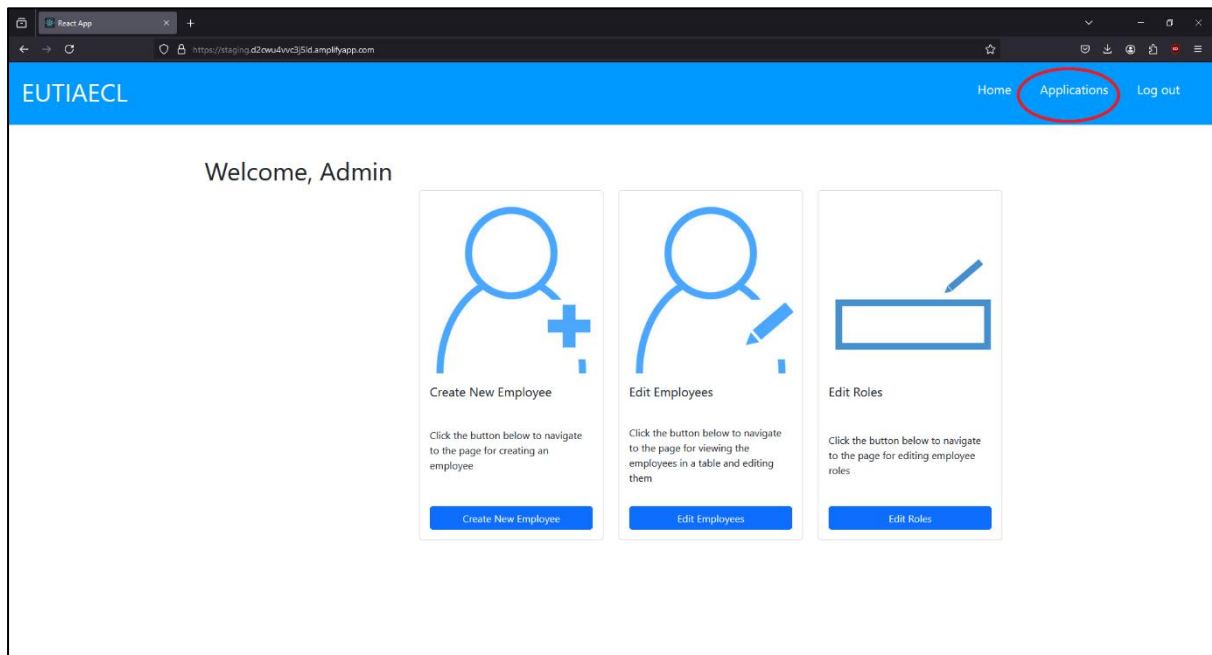 React App
https://staging.d2cwu4vvc3j5ld.amplifyapp.com
EUTIAECL
Home
Applications
Log out
Welcome, Admin
Create New Employee
Click the button below to navigate
to the page for creating an
employee
Create New Employee
Edit Employees
Click the button below to navigate
to the page for viewing the
employees in a table and editing
them
Edit Employees
Edit Roles
Click the button below to navigate
to the page for editing employee
roles
Edit Roles